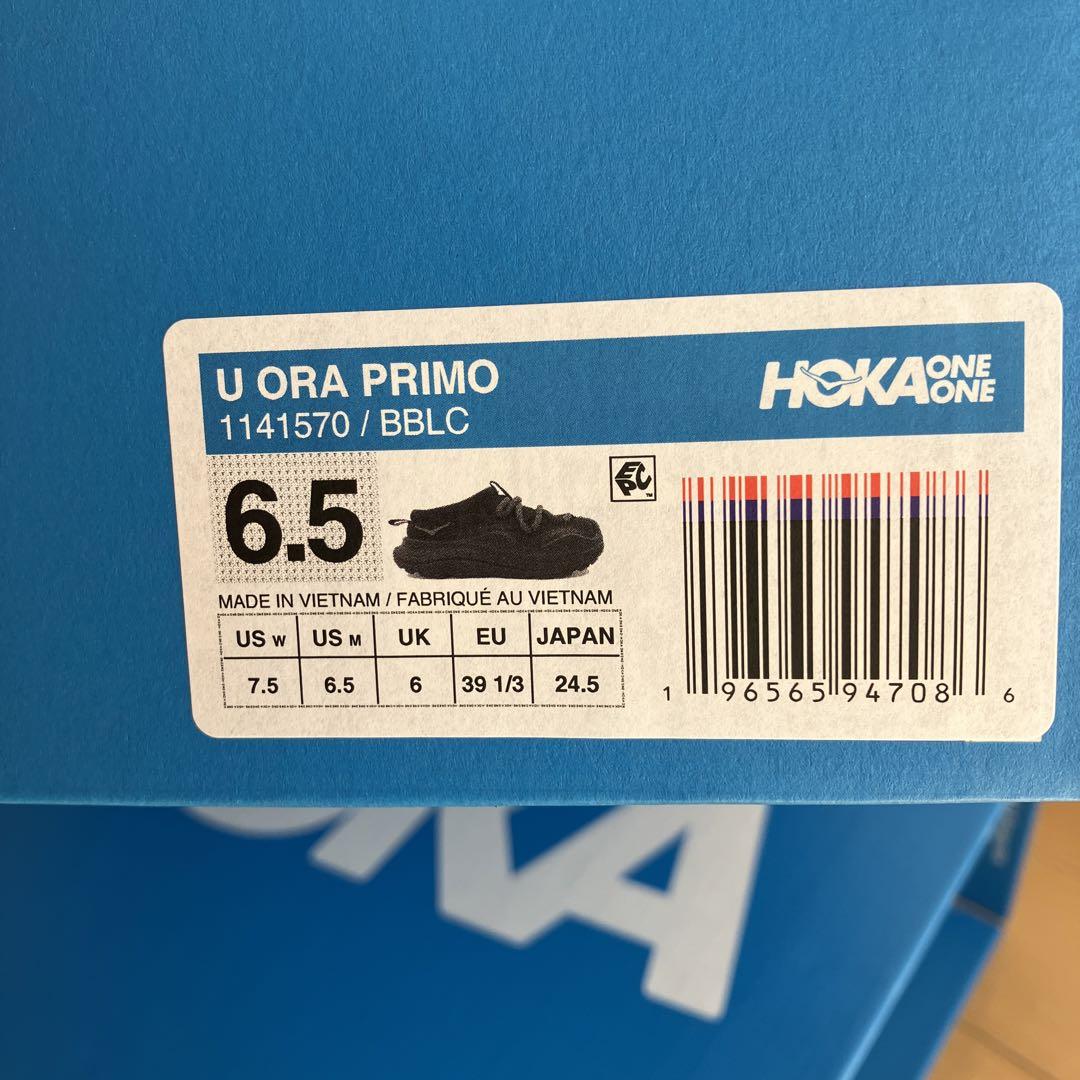 U ORA PRIMO
1141570 / BBLC
HOKA ONE ONE
6.5
EPC™
MADE IN VIETNAM / FABRIQUÉ AU VIETNAM
US W US M UK EU JAPAN
7.5 6.5 6 39 1/3 24.5
1 96565 94708 6